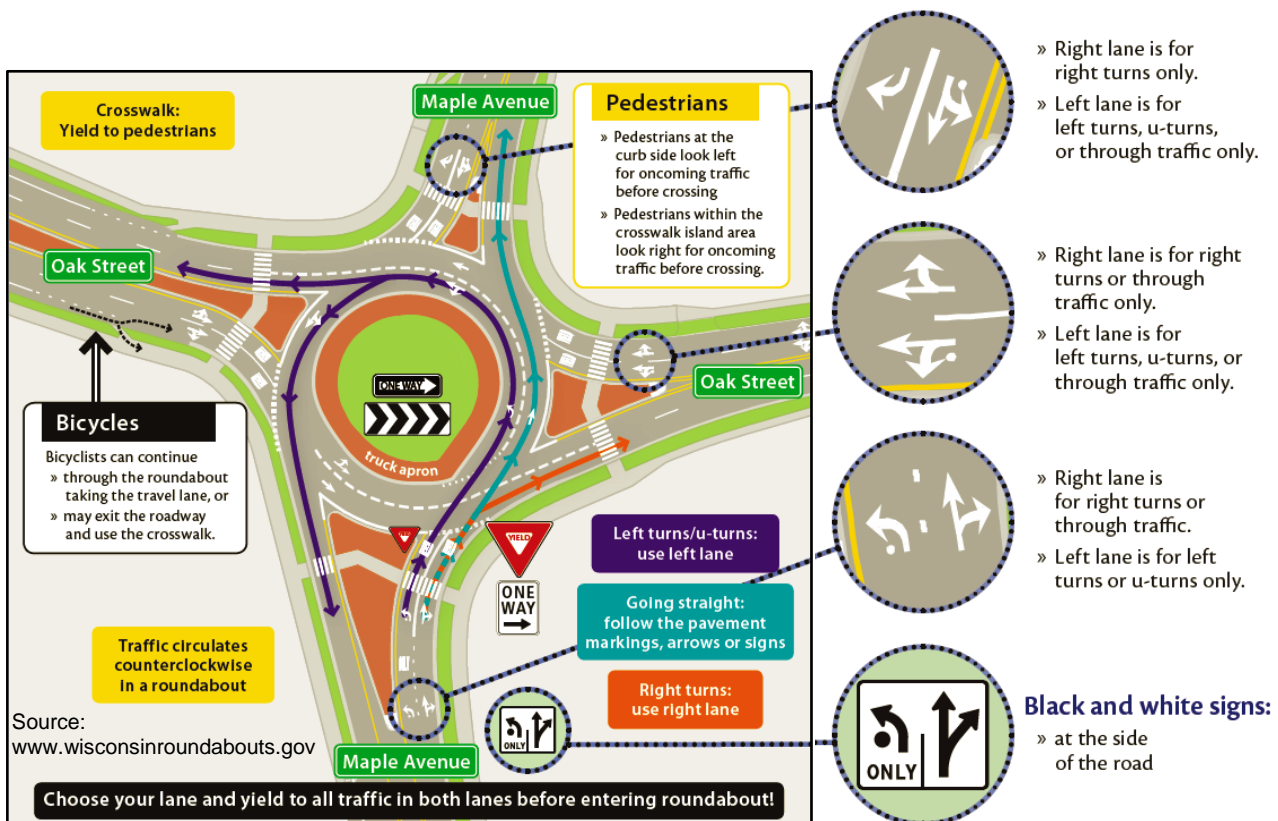 Crosswalk:
Yield to pedestrians
Maple Avenue
Pedestrians
» Pedestrians at the
curb side look left
for oncoming traffic
before crossing
» Pedestrians within the
crosswalk island area
look right for oncoming
traffic before crossing.
» Right lane is for
right turns only.
» Left lane is for
left turns, u-turns,
or through traffic only.
Oak Street
» Right lane is for right
turns or through
traffic only.
» Left lane is for
left turns, u-turns, or
through traffic only.
Oak Street
ONE WAY
truck apron
Bicycles
Bicyclists can continue
» through the roundabout
taking the travel lane, or
» may exit the roadway
and use the crosswalk.
YIELD
ONE
WAY
Left turns/u-turns:
use left lane
Going straight:
follow the pavement
markings, arrows or signs
Right turns:
use right lane
» Right lane is
for right turns or
through traffic.
» Left lane is for left
turns or u-turns only.
Traffic circulates
counterclockwise
in a roundabout
Source:
www.wisconsinroundabouts.gov
Maple Avenue
ONLY
ONLY
Black and white signs:
» at the side
of the road
Choose your lane and yield to all traffic in both lanes before entering roundabout!